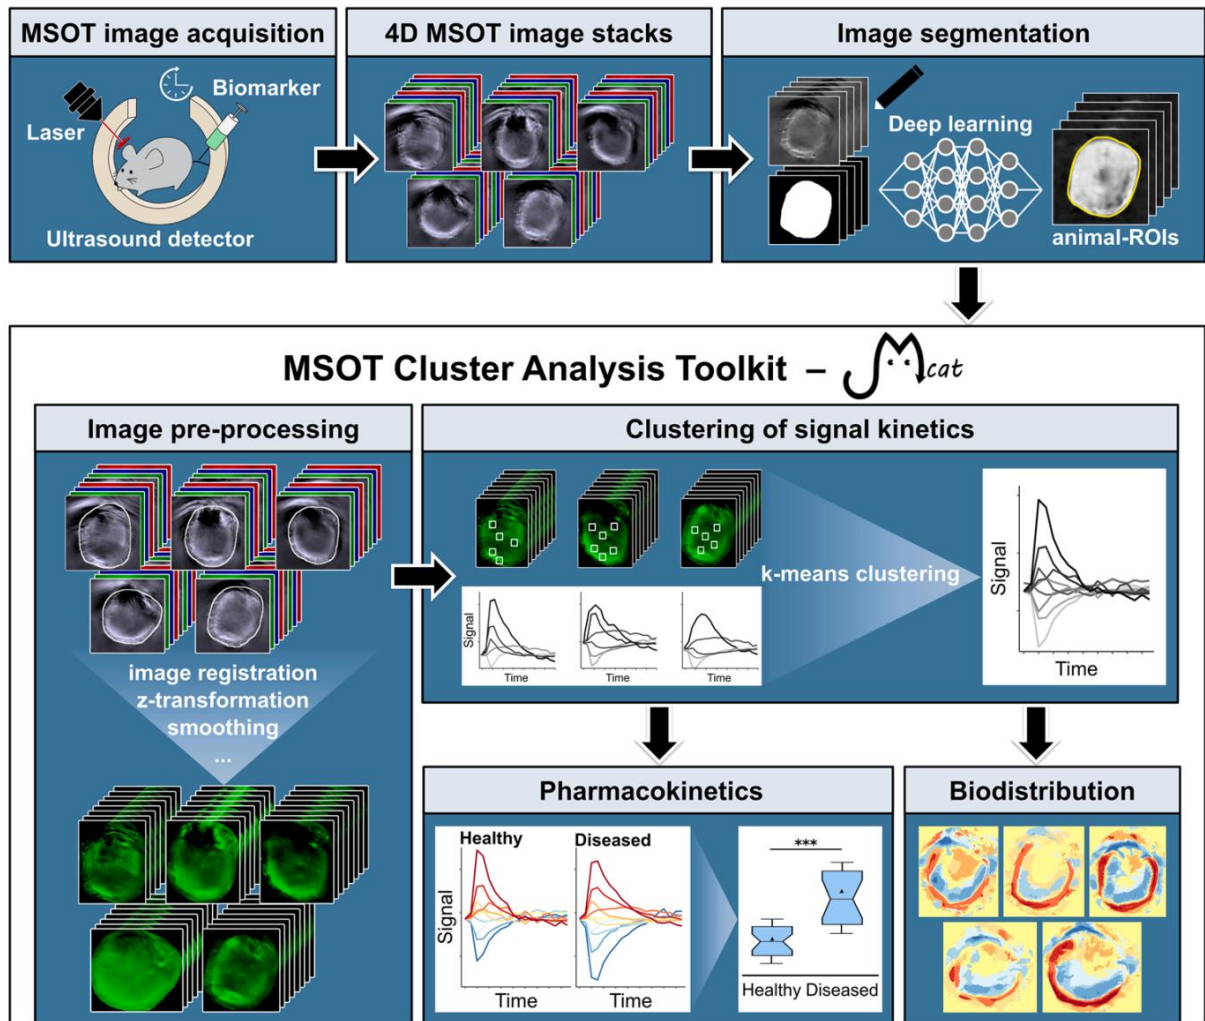 MSOT image acquisition
Biomarker
Laser
Ultrasound detector
4D MSOT image stacks
Image segmentation
Deep learning
animal-ROIs
MSOT Cluster Analysis Toolkit – Mcat
Image pre-processing
image registration
z-transformation
smoothing
...
Clustering of signal kinetics
Signal
Time
Time
Time
k-means clustering
Signal
Time
Pharmacokinetics
Healthy
Diseased
Signal
Time
Time
***
Healthy Diseased
Biodistribution